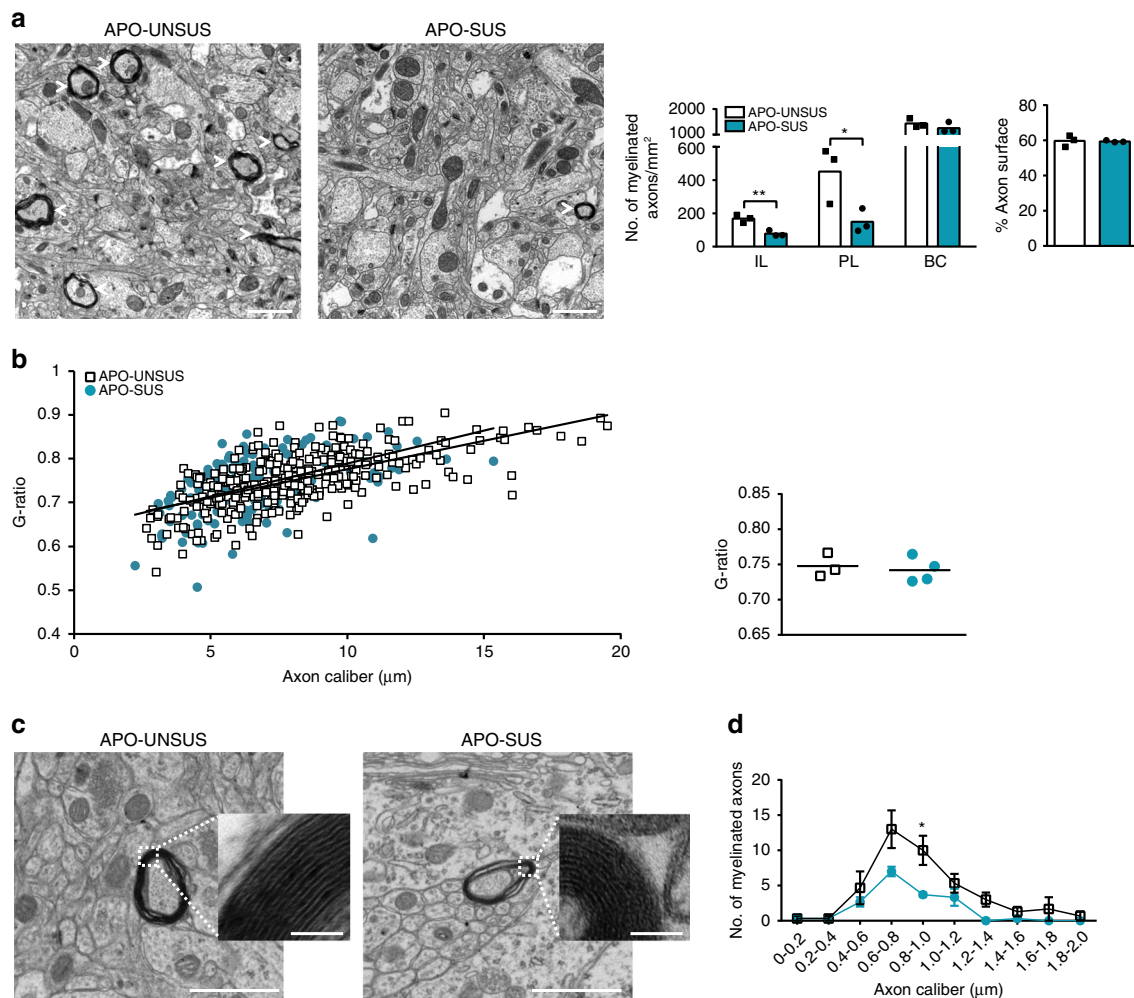 a
APO-UNSUS
APO-SUS
No. of myelinated
axons/mm²
2000
1000
600
400
200
0
APO-UNSUS
APO-SUS
**
*
IL
PL
BC
% Axon surface
80
60
40
20
0
b
G-ratio
1
0.9
0.8
0.7
0.6
0.5
0.4
APO-UNSUS
APO-SUS
0
5
10
15
20
Axon caliber (μm)
G-ratio
0.85
0.80
0.75
0.70
0.65
c
APO-UNSUS
APO-SUS
d
No. of myelinated axons
20
15
10
5
0
*
0–0.2
0.2–0.4
0.4–0.6
0.6–0.8
0.8–1.0
1.0–1.2
1.2–1.4
1.4–1.6
1.6–1.8
1.8–2.0
Axon caliber (μm)